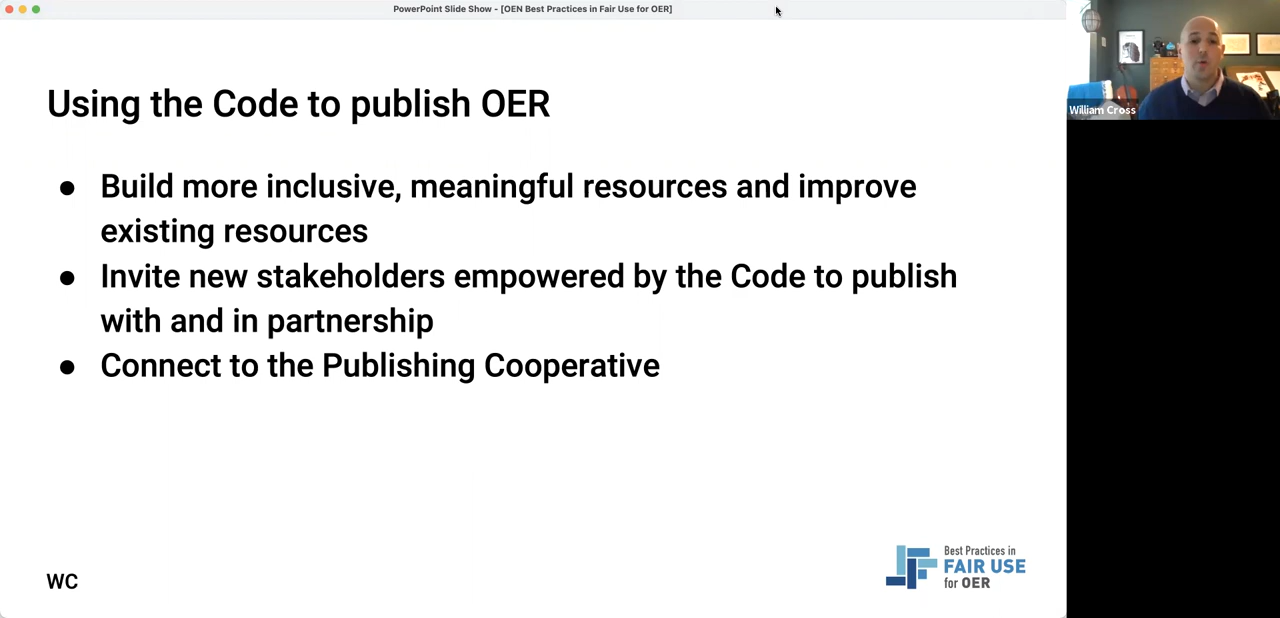 PowerPoint Slide Show - [OEN Best Practices in Fair Use for OER]
William Cross
Using the Code to publish OER
● Build more inclusive, meaningful resources and improve
existing resources
● Invite new stakeholders empowered by the Code to publish
with and in partnership
● Connect to the Publishing Cooperative
WC
Best Practices in
FAIR USE
for OER